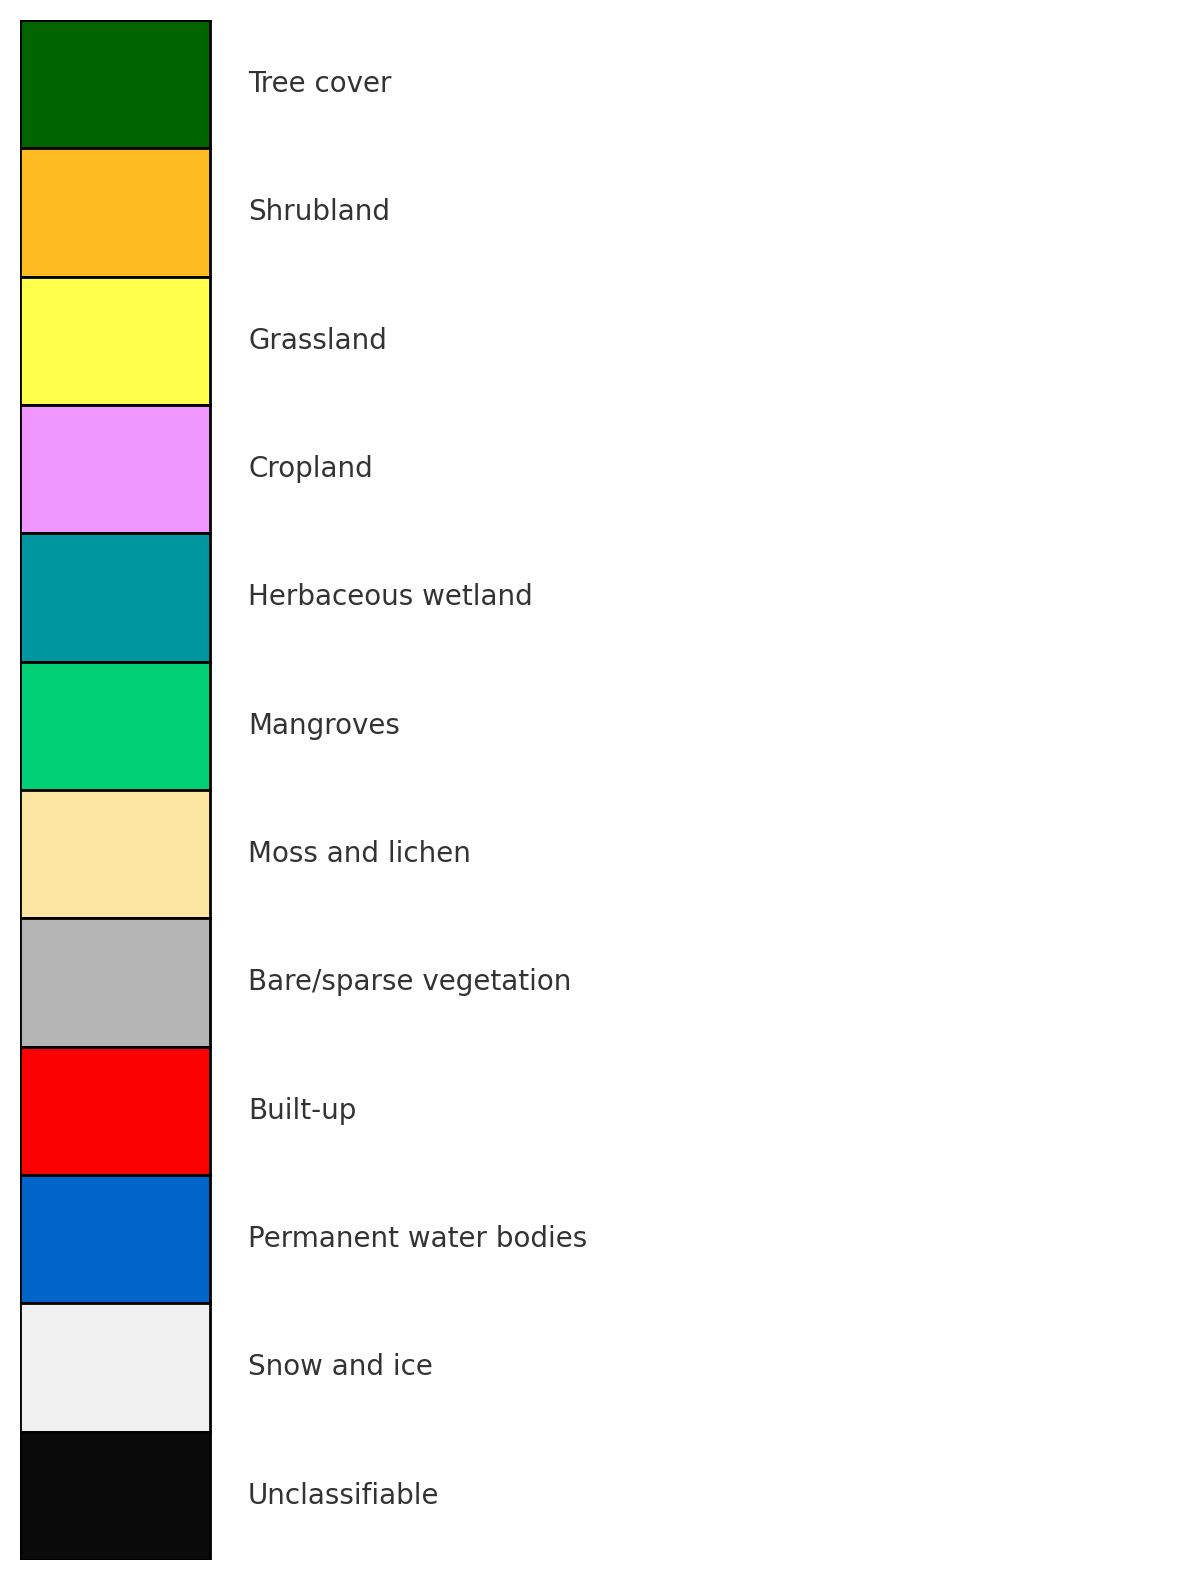 Tree cover
Shrubland
Grassland
Cropland
Herbaceous wetland
Mangroves
Moss and lichen
Bare/sparse vegetation
Built-up
Permanent water bodies
Snow and ice
Unclassifiable